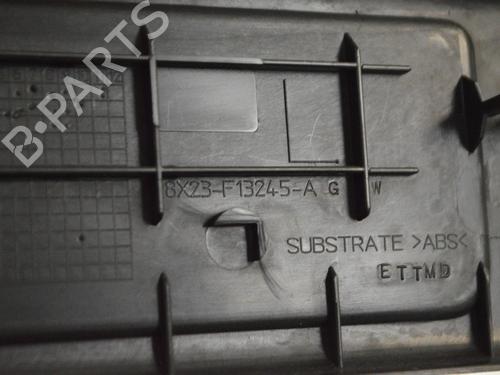 B-PARTS
8X23-F13245-A G W
SUBSTRATE >ABS<
ETTMD